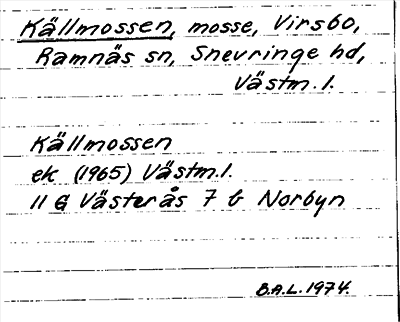 Källmossen, mosse, Virsbo,
Ramnäs sn, Snevringe hd,
Västm. l.
Källmossen
ek (1965) Västm. l.
11 G Västerås 7 b Norbyn
B.A.L. 1974.